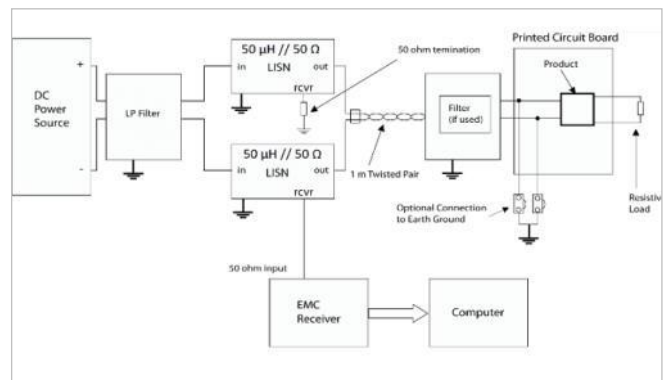 DC
Power
Source
+
-
LP Filter
50 µH // 50 Ω
in
LISN
out
rcvr
50 µH // 50 Ω
in
LISN
out
rcvr
50 ohm temination
1 m Twisted Pair
Filter
(if used)
Printed Circuit Board
Product
Resistive
Load
Optional Connection
to Earth Ground
50 ohm input
EMC
Receiver
Computer